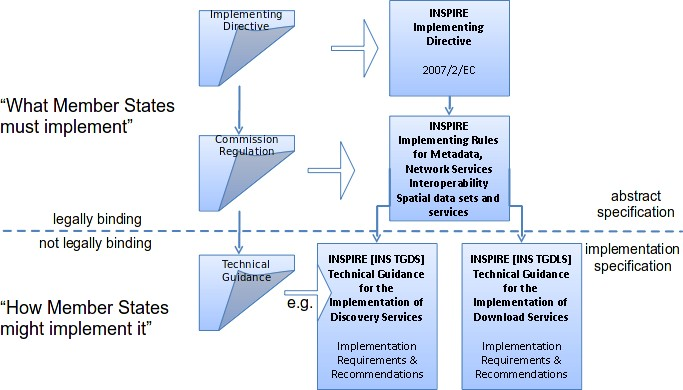 Implementing
Directive
INSPIRE
Implementing
Directive
2007/2/EC
“What Member States
must implement”
Commission
Regulation
INSPIRE
Implementing Rules
for Metadata,
Network Services
Interoperability
Spatial data sets and
services
abstract
specification
legally binding
not legally binding
implementation
specification
Technical
Guidance
e.g.
“How Member States
might implement it”
INSPIRE [INS TGDS]
Technical Guidance
for the
Implementation of
Discovery Services
Implementation
Requirements &
Recommendations
INSPIRE [INS TGDLS]
Technical Guidance
for the
Implementation of
Download Services
Implementation
Requirements &
Recommendations